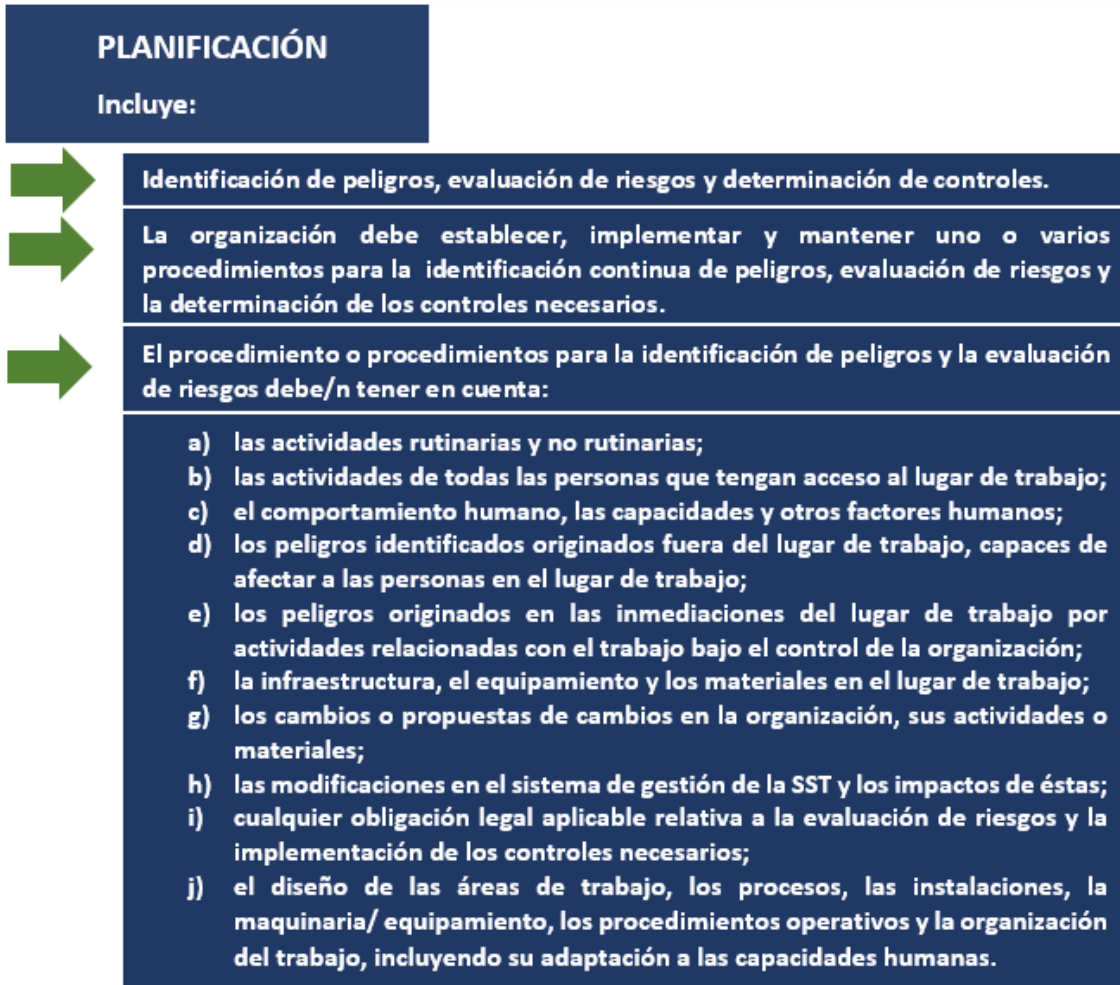 PLANIFICACIÓN
Incluye:
Identificación de peligros, evaluación de riesgos y determinación de controles.
La organización debe establecer, implementar y mantener uno o varios
procedimientos para la identificación continua de peligros, evaluación de riesgos y
la determinación de los controles necesarios.
El procedimiento o procedimientos para la identificación de peligros y la evaluación
de riesgos debe/n tener en cuenta:
a) las actividades rutinarias y no rutinarias;
b) las actividades de todas las personas que tengan acceso al lugar de trabajo;
c) el comportamiento humano, las capacidades y otros factores humanos;
d) los peligros identificados originados fuera del lugar de trabajo, capaces de
afectar a las personas en el lugar de trabajo;
e) los peligros originados en las inmediaciones del lugar de trabajo por
actividades relacionadas con el trabajo bajo el control de la organización;
f) la infraestructura, el equipamiento y los materiales en el lugar de trabajo;
g) los cambios o propuestas de cambios en la organización, sus actividades o
materiales;
h) las modificaciones en el sistema de gestión de la SST y los impactos de éstas;
i) cualquier obligación legal aplicable relativa a la evaluación de riesgos y la
implementación de los controles necesarios;
j) el diseño de las áreas de trabajo, los procesos, las instalaciones, la
maquinaria/ equipamiento, los procedimientos operativos y la organización
del trabajo, incluyendo su adaptación a las capacidades humanas.